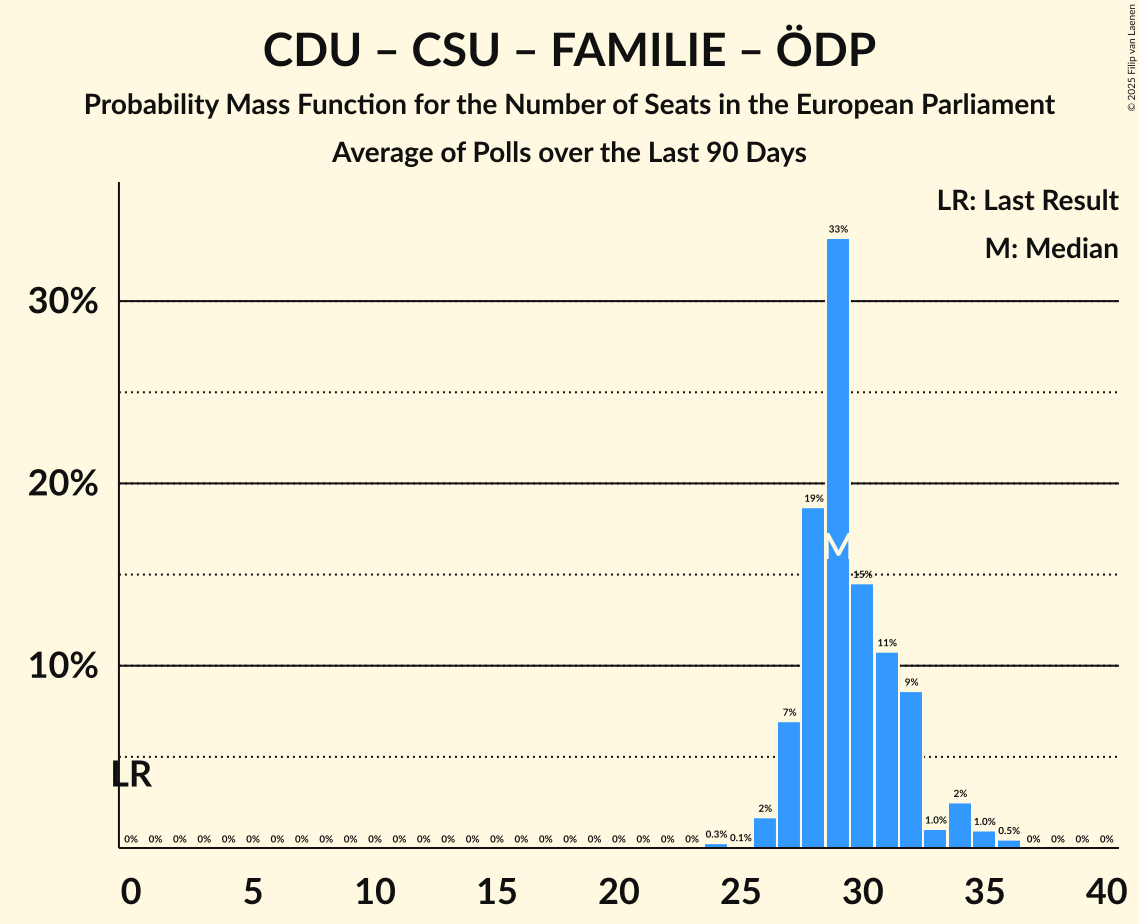 CDU – CSU – FAMILIE – ÖDP
Probability Mass Function for the Number of Seats in the European Parliament
Average of Polls over the Last 90 Days
© 2025 Filip van Laenen
LR: Last Result
M: Median
33%
30%
20%
19%
M
15%
11%
10%
9%
7%
LR
2% 2%
0% 0% 0% 0% 0% 0% 0% 0% 0% 0% 0% 0% 0% 0% 0% 0% 0% 0% 0% 0% 0% 0% 0% 0% 0.3% 0.1% 1.0% 1.0% 0.5% 0% 0% 0% 0%
0 5 10 15 20 25 30 35 40